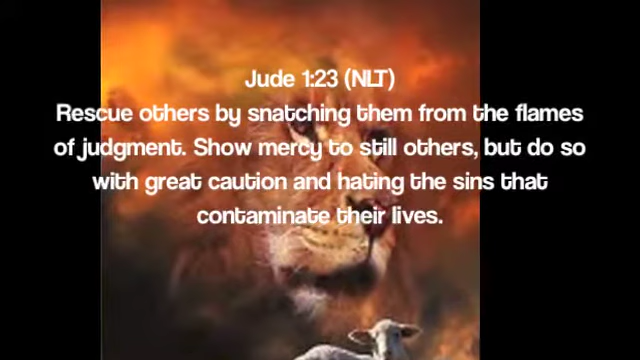 Jude 1:23 (NLT)
Rescue others by snatching them from the flames
of judgment. Show mercy to still others, but do so
with great caution and hating the sins that
contaminate their lives.